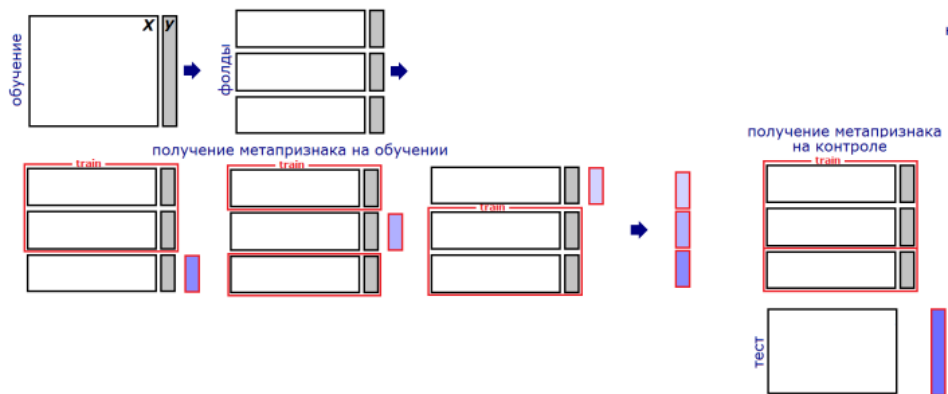 обучение
X y
фолды
получение метапризнака на обучении
train
train
train
получение метапризнака
на контроле
train
тест